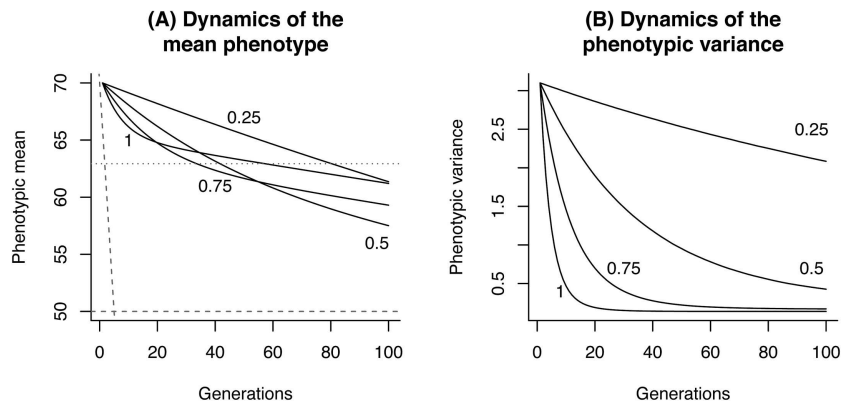 (A) Dynamics of the
mean phenotype
Phenotypic mean
70
65
60
55
50
0.25
1
0.75
0.5
0 20 40 60 80 100
Generations
(B) Dynamics of the
phenotypic variance
Phenotypic variance
2.5
1.5
0.5
0.25
0.75
0.5
1
0 20 40 60 80 100
Generations